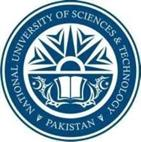 NATIONAL UNIVERSITY OF SCIENCES & TECHNOLOGY
PAKISTAN